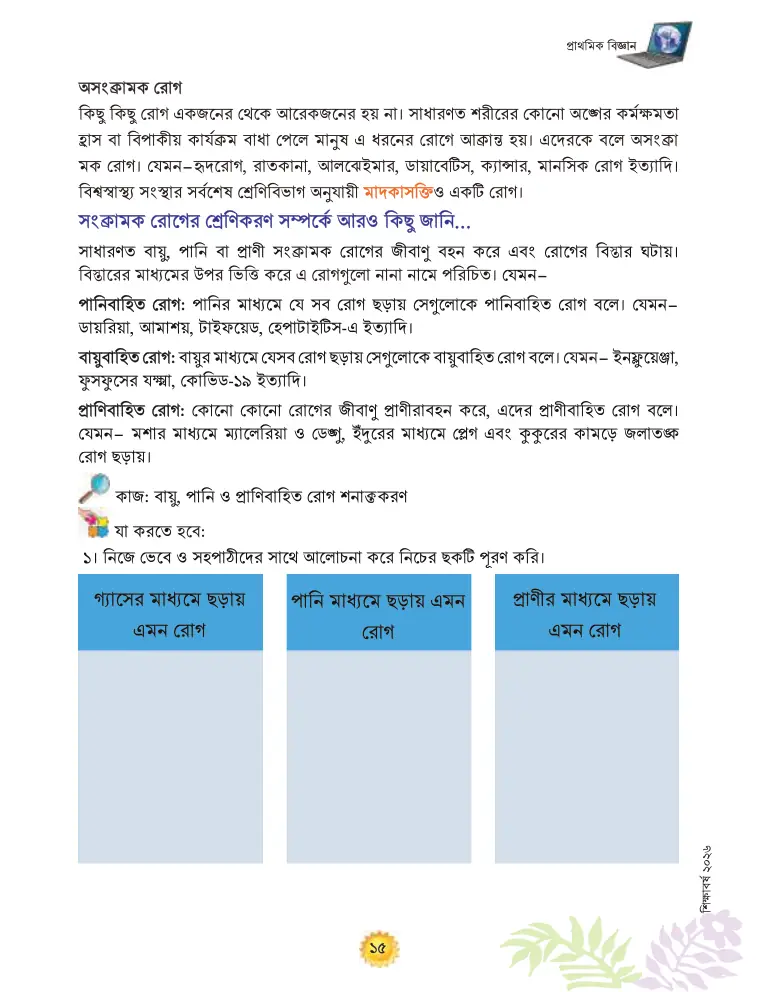 প্রাথমিক বিজ্ঞান
অসংক্রামক রোগ
কিছু কিছু রোগ একজনের থেকে আরেকজনের হয় না। সাধারণত শরীরের কোনো অঙ্গের কর্মক্ষমতা
হ্রাস বা বিপাকীয় কার্যক্রম বাধা পেলে মানুষ এ ধরনের রোগে আক্রান্ত হয়। এদেরকে বলে অসংক্রা
মক রোগ। যেমন–হৃদরোগ, রাতকানা, আলঝেইমার, ডায়াবেটিস, ক্যান্সার, মানসিক রোগ ইত্যাদি।
বিশ্বস্বাস্থ্য সংস্থার সর্বশেষ শ্রেণিবিভাগ অনুযায়ী মাদকাসক্তিও একটি রোগ।
সংক্রামক রোগের শ্রেণিকরণ সম্পর্কে আরও কিছু জানি...
সাধারণত বায়ু, পানি বা প্রাণী সংক্রামক রোগের জীবাণু বহন করে এবং রোগের বিস্তার ঘটায়।
বিস্তারের মাধ্যমের উপর ভিত্তি করে এ রোগগুলো নানা নামে পরিচিত। যেমন–
পানিবাহিত রোগ: পানির মাধ্যমে যে সব রোগ ছড়ায় সেগুলোকে পানিবাহিত রোগ বলে। যেমন–
ডায়রিয়া, আমাশয়, টাইফয়েড, হেপাটাইটিস-এ ইত্যাদি।
বায়ুবাহিত রোগ: বায়ুর মাধ্যমে যেসব রোগ ছড়ায় সেগুলোকে বায়ুবাহিত রোগ বলে। যেমন– ইনফ্লুয়েঞ্জা,
ফুসফুসের যক্ষ্মা, কোভিড-১৯ ইত্যাদি।
প্রাণিবাহিত রোগ: কোনো কোনো রোগের জীবাণু প্রাণীরাবহন করে, এদের প্রাণীবাহিত রোগ বলে।
যেমন– মশার মাধ্যমে ম্যালেরিয়া ও ডেঙ্গু, ইঁদুরের মাধ্যমে প্লেগ এবং কুকুরের কামড়ে জলাতঙ্ক
রোগ ছড়ায়।
কাজ: বায়ু, পানি ও প্রাণিবাহিত রোগ শনাক্তকরণ
যা করতে হবে:
১। নিজে ভেবে ও সহপাঠীদের সাথে আলোচনা করে নিচের ছকটি পূরণ করি।
গ্যাসের মাধ্যমে ছড়ায়
এমন রোগ
পানি মাধ্যমে ছড়ায় এমন
রোগ
প্রাণীর মাধ্যমে ছড়ায়
এমন রোগ
শিক্ষাবর্ষ ২০২৬
১৫